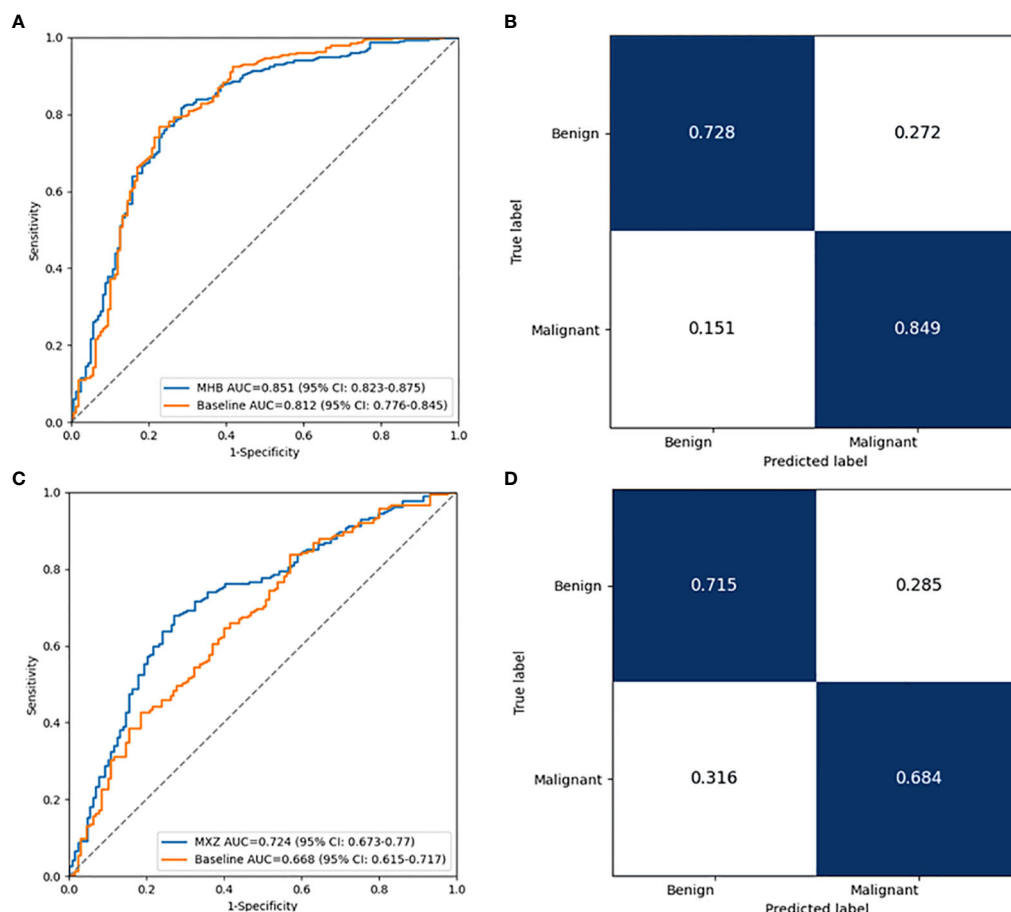 A
1.0
0.8
0.6
0.4
0.2
0.0
Sensitivity
MHB AUC=0.851 (95% CI: 0.823-0.875)
Baseline AUC=0.812 (95% CI: 0.776-0.845)
0.0 0.2 0.4 0.6 0.8 1.0
1-Specificity
B
True label
Benign
0.728 0.272
Malignant
0.151 0.849
Benign Malignant
Predicted label
C
1.0
0.8
0.6
0.4
0.2
0.0
Sensitivity
MXZ AUC=0.724 (95% CI: 0.673-0.77)
Baseline AUC=0.668 (95% CI: 0.615-0.717)
0.0 0.2 0.4 0.6 0.8 1.0
1-Specificity
D
True label
Benign
0.715 0.285
Malignant
0.316 0.684
Benign Malignant
Predicted label